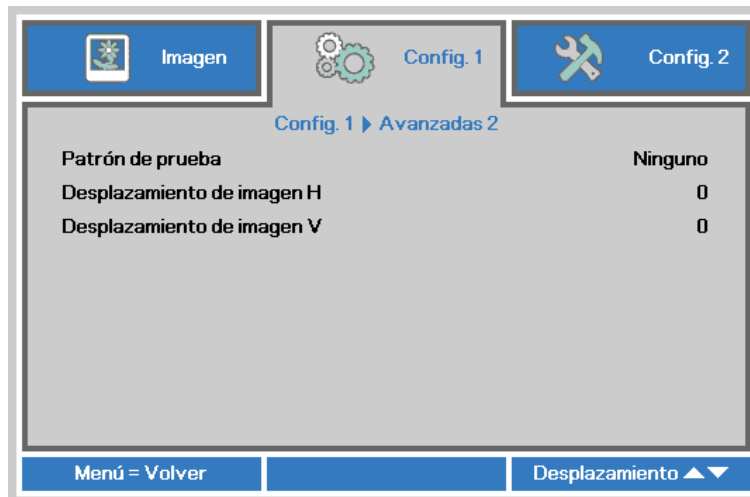 Imagen
Config. 1
Config. 2
Config. 1 ▶ Avanzadas 2
Patrón de prueba Ninguno
Desplazamiento de imagen H 0
Desplazamiento de imagen V 0
Menú = Volver
Desplazamiento ▲▼